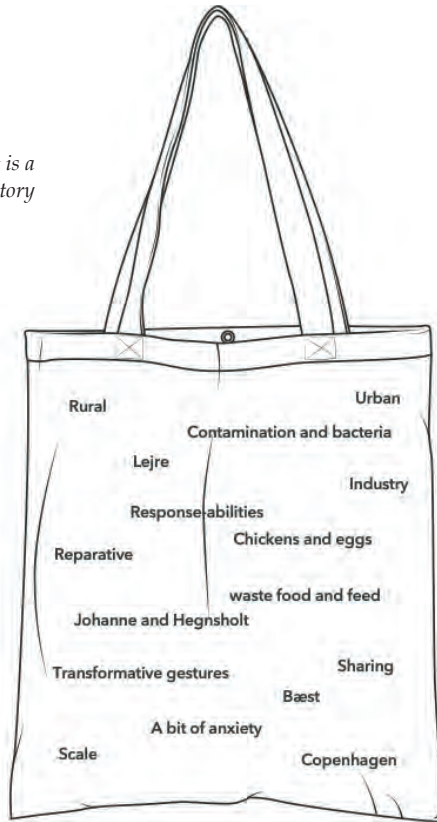 is a
tory
Rural
Urban
Contamination and bacteria
Lejre
Industry
Response-abilities
Chickens and eggs
Reparative
waste food and feed
Johanne and Hegnsholt
Sharing
Transformative gestures
Bæst
A bit of anxiety
Scale
Copenhagen